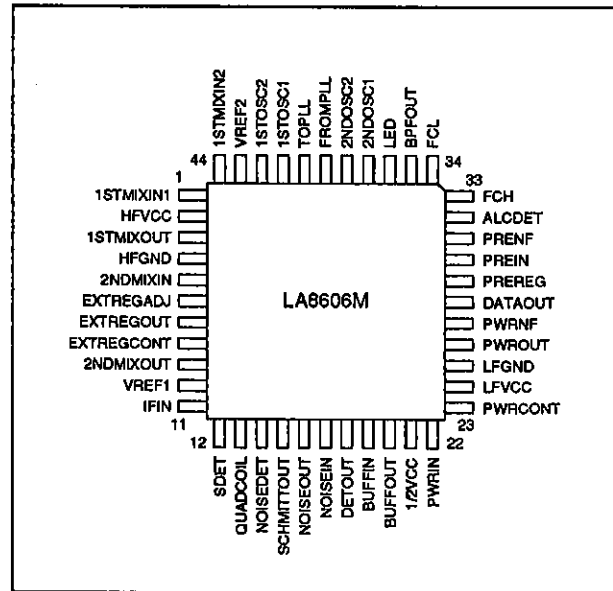 44
1STMIXIN2
VREF2
1STOSC2
1STOSC1
TOPLL
FROMPLL
2NDOSC2
2NDOSC1
LED
BPFOUT
FCL
34
1
1STMIXIN1
HFVCC
1STMIXOUT
HFGND
2NDMIXIN
EXTREGADJ
EXTREGOUT
EXTREGCONT
2NDMIXOUT
VREF1
IFIN
11
LA8606M
33
FCH
ALCDET
PRENF
PREIN
PREREG
DATAOUT
PWRNF
PWROUT
LFGND
LFVCC
PWRCONT
23
12
SDET
QUADCOIL
NOISEDET
SCHMITTOUT
NOISEOUT
NOISEIN
DETOUT
BUFFIN
BUFFOUT
1/2VCC
PWRIN
22